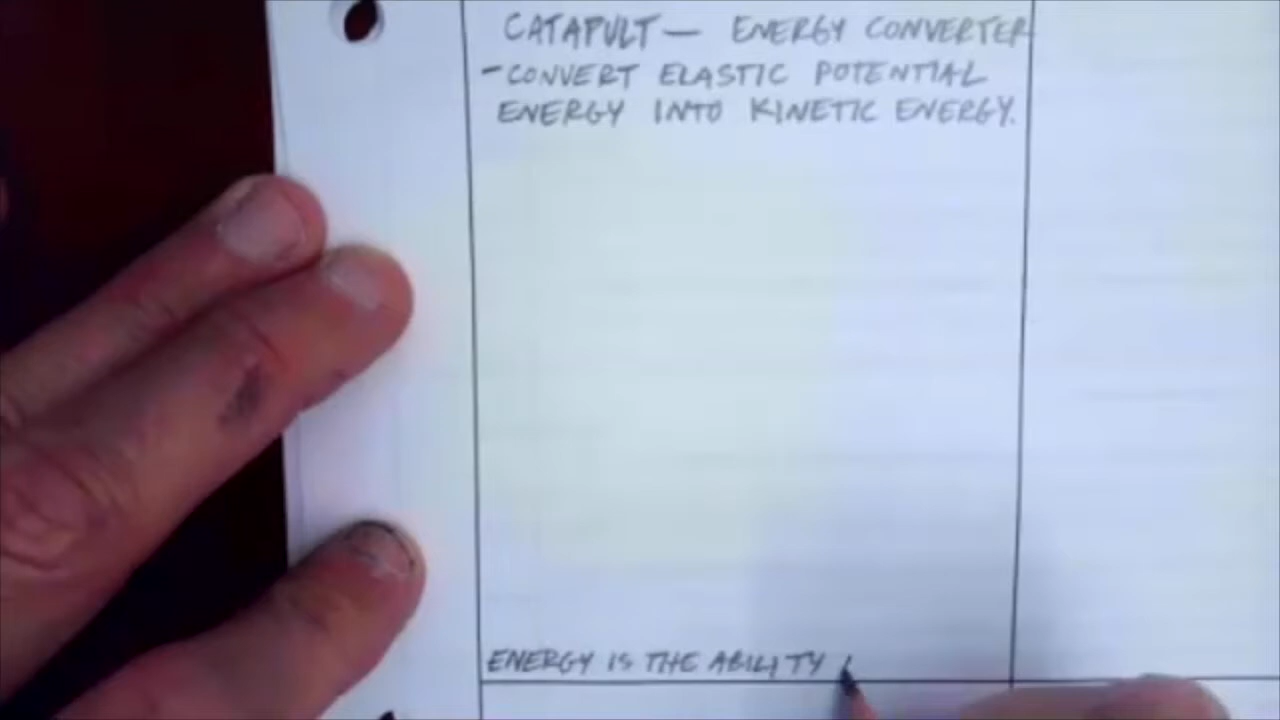 CATAPULT — ENERGY CONVERTER
- CONVERT ELASTIC POTENTIAL
ENERGY INTO KINETIC ENERGY.
ENERGY IS THE ABILITY